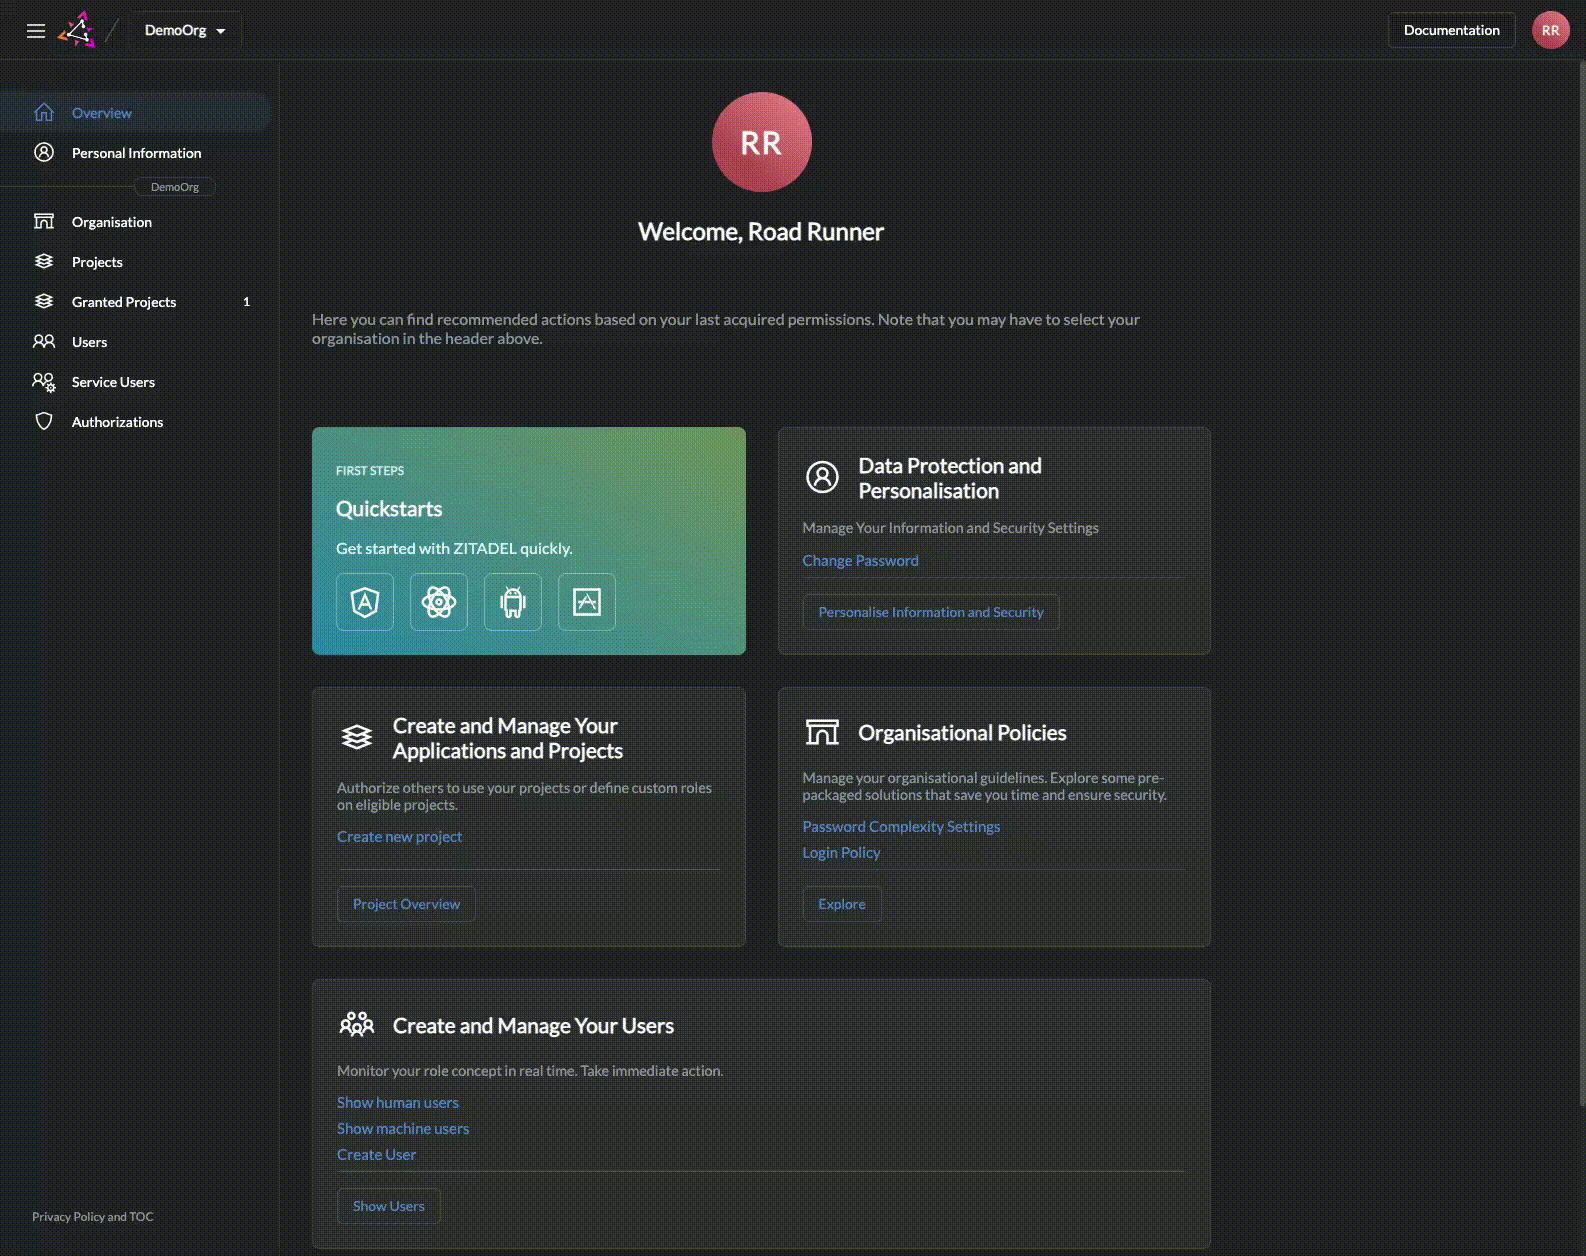 DemoOrg
Documentation
RR
Overview
Personal Information
DemoOrg
Organisation
Projects
Granted Projects 1
Users
Service Users
Authorizations
Privacy Policy and TOC
RR
Welcome, Road Runner
Here you can find recommended actions based on your last acquired permissions. Note that you may have to select your
organisation in the header above.
FIRST STEPS
Quickstarts
Get started with ZITADEL quickly.
Data Protection and
Personalisation
Manage Your Information and Security Settings
Change Password
Personalise Information and Security
Create and Manage Your
Applications and Projects
Authorize others to use your projects or define custom roles
on eligible projects.
Create new project
Project Overview
Organisational Policies
Manage your organisational guidelines. Explore some pre-
packaged solutions that save you time and ensure security.
Password Complexity Settings
Login Policy
Explore
Create and Manage Your Users
Monitor your role concept in real time. Take immediate action.
Show human users
Show machine users
Create User
Show Users